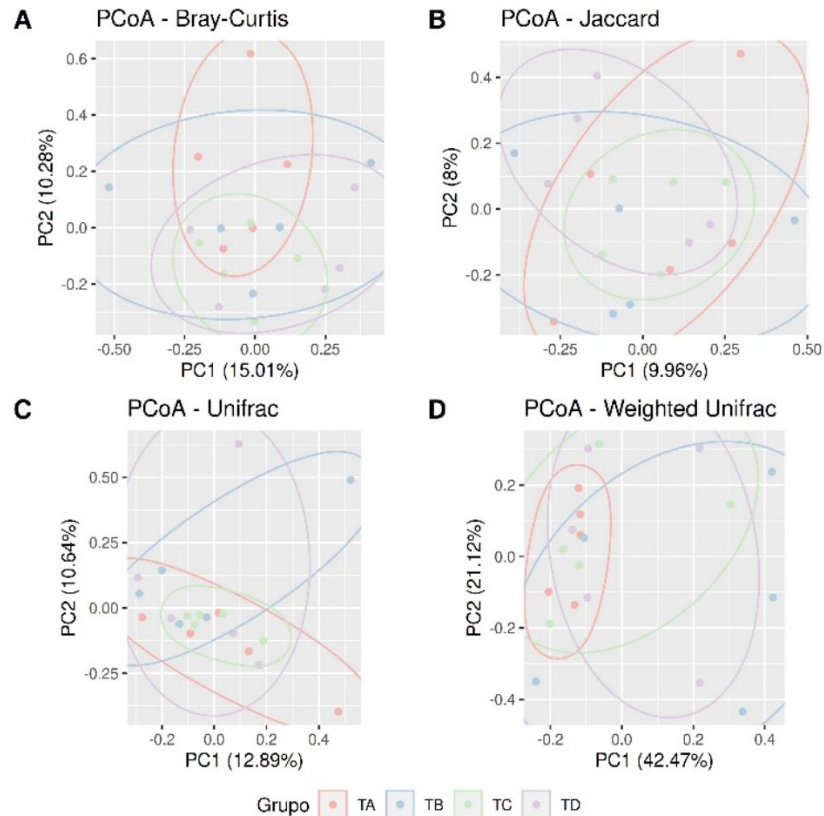 A PCoA - Bray-Curtis
PC2 (10.28%)
0.6
0.4
0.2
0.0
-0.2
-0.50 -0.25 0.00 0.25
PC1 (15.01%)
B PCoA - Jaccard
PC2 (8%)
0.4
0.2
0.0
-0.2
-0.25 0.00 0.25 0.50
PC1 (9.96%)
C PCoA - Unifrac
PC2 (10.64%)
0.50
0.25
0.00
-0.25
-0.2 0.0 0.2 0.4
PC1 (12.89%)
D PCoA - Weighted Unifrac
PC2 (21.12%)
0.2
0.0
-0.2
-0.4
-0.2 0.0 0.2 0.4
PC1 (42.47%)
Grupo TA TB TC TD